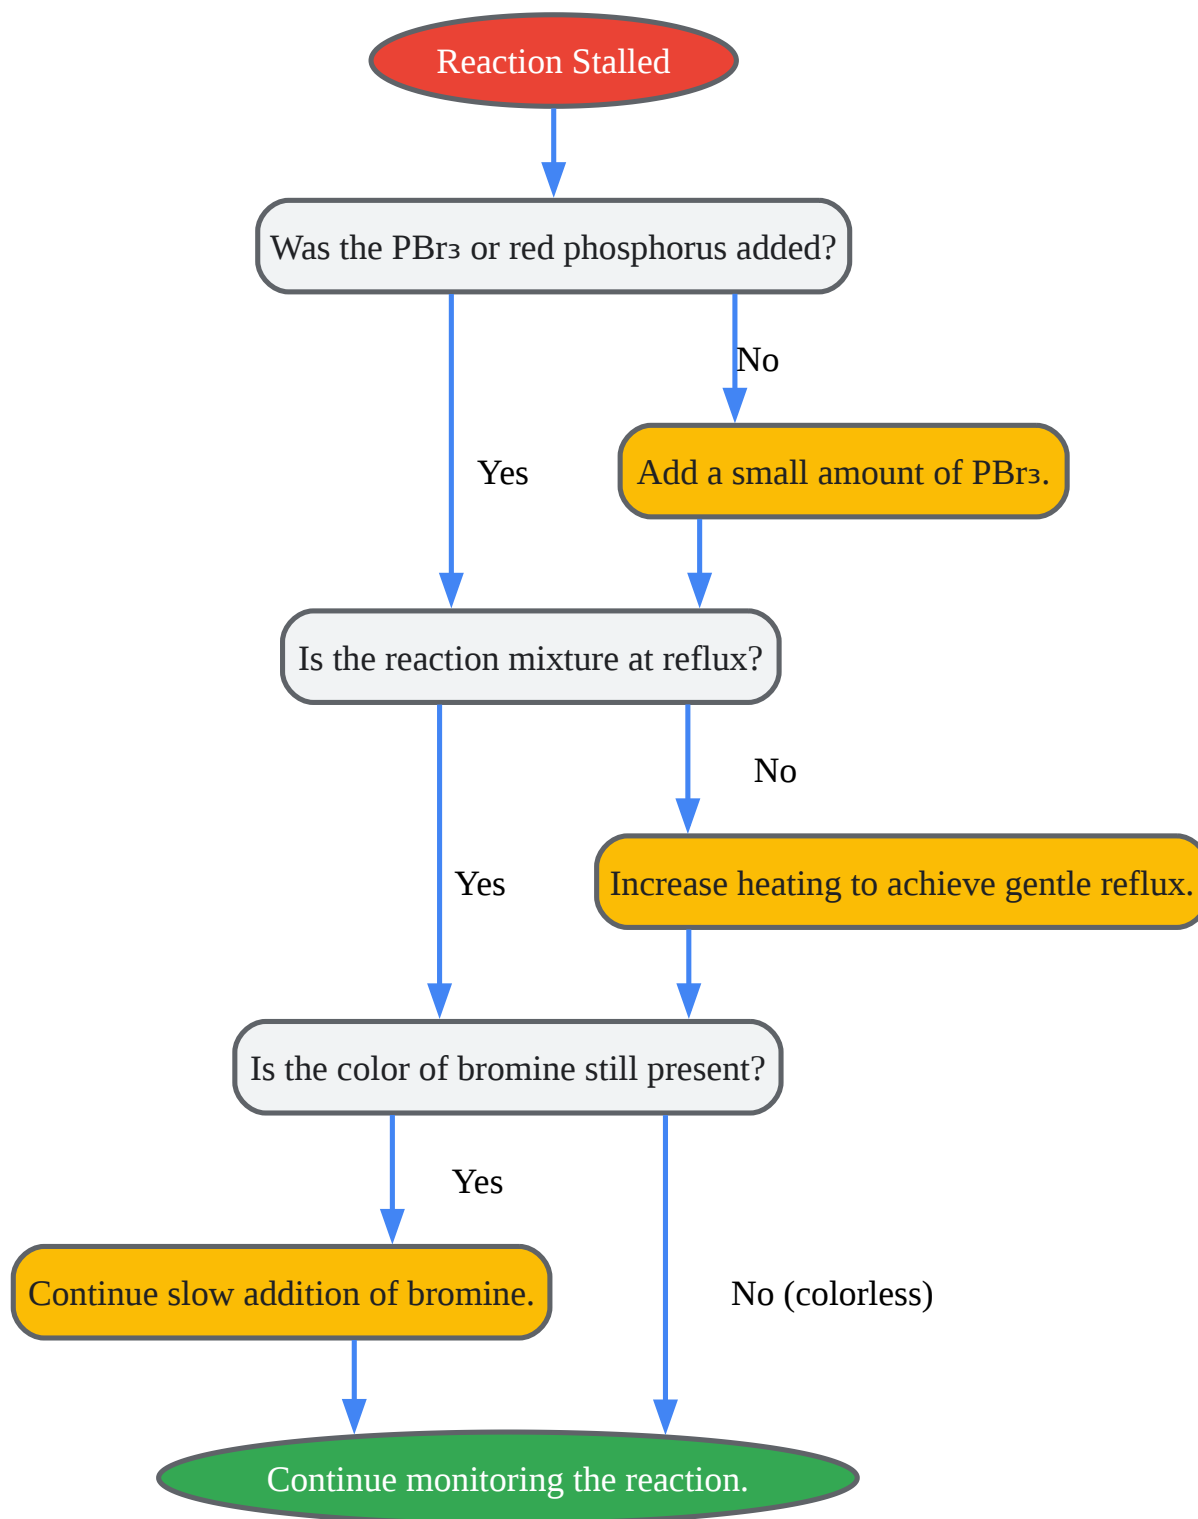 Reaction Stalled
Was the PBr₃ or red phosphorus added?
No
Yes
Add a small amount of PBr₃.
Is the reaction mixture at reflux?
No
Yes
Increase heating to achieve gentle reflux.
Is the color of bromine still present?
Yes
Continue slow addition of bromine.
No (colorless)
Continue monitoring the reaction.